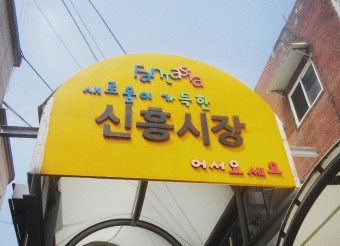 Fantasia
새로움이 가득한
신흥시장
어서오세요